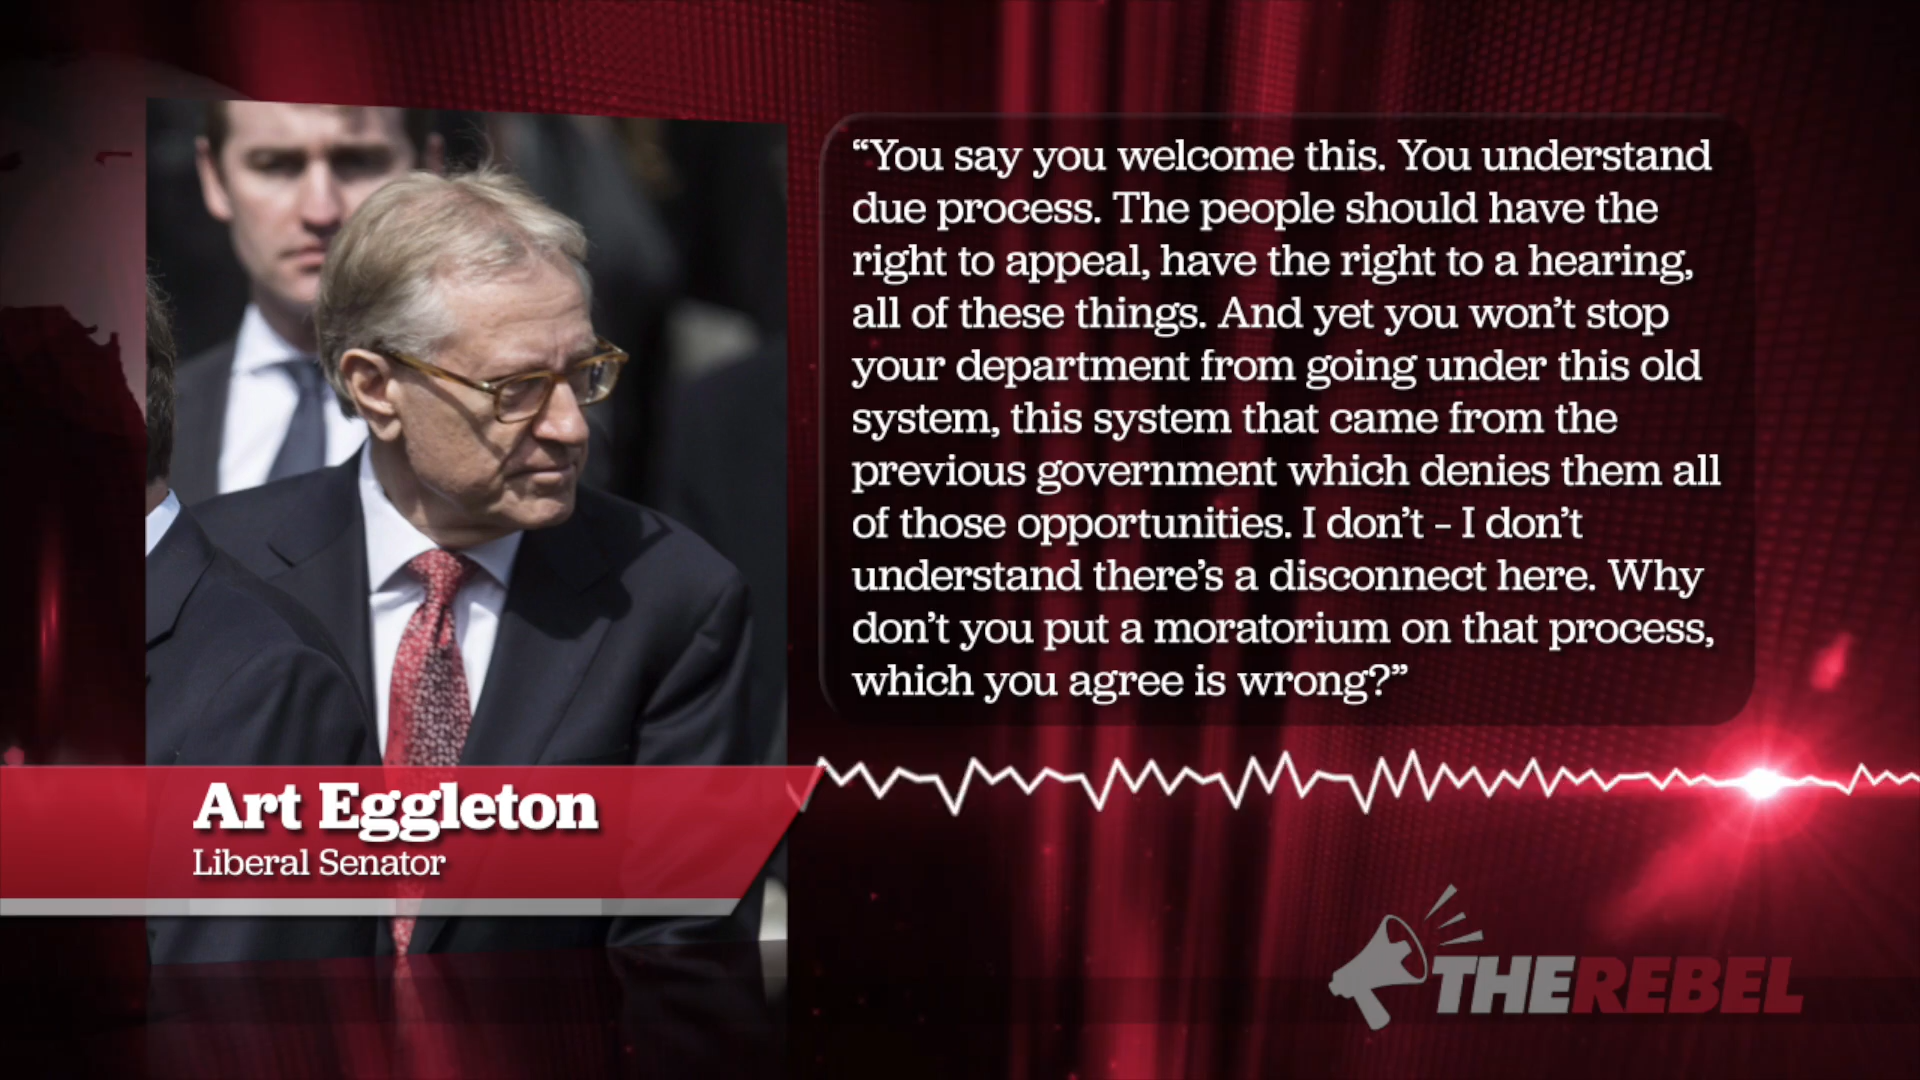 “You say you welcome this. You understand
due process. The people should have the
right to appeal, have the right to a hearing,
all of these things. And yet you won’t stop
your department from going under this old
system, this system that came from the
previous government which denies them all
of those opportunities. I don’t – I don’t
understand there’s a disconnect here. Why
don’t you put a moratorium on that process,
which you agree is wrong?”
Art Eggleton
Liberal Senator
THEREBEL